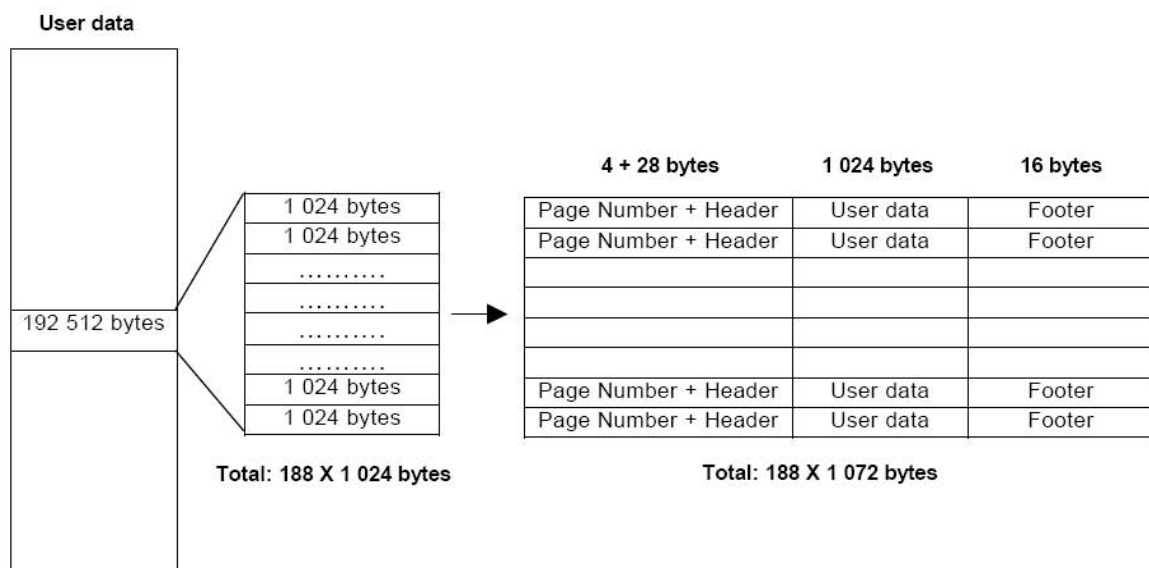 User data
4 + 28 bytes 1 024 bytes 16 bytes
1 024 bytes Page Number + Header User data Footer
1 024 bytes Page Number + Header User data Footer
……….
……….
192 512 bytes ……….
……….
1 024 bytes Page Number + Header User data Footer
1 024 bytes Page Number + Header User data Footer
Total: 188 X 1 024 bytes Total: 188 X 1 072 bytes